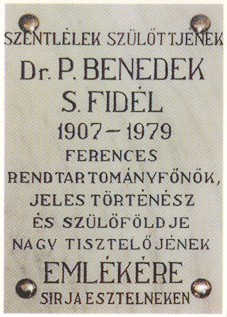 SZENTLÉLEK SZÜLÖTTJÉNEK
Dr. P. BENEDEK
S. FIDÉL
1907-1979
FERENCES
RENDTARTOMÁNYFŐNÖK,
JELES TÖRTÉNÉSZ
ÉS SZÜLŐFÖLDJE
NAGY TISZTELŐJÉNEK
EMLÉKÉRE
SIRJA ESZTELNEKEN